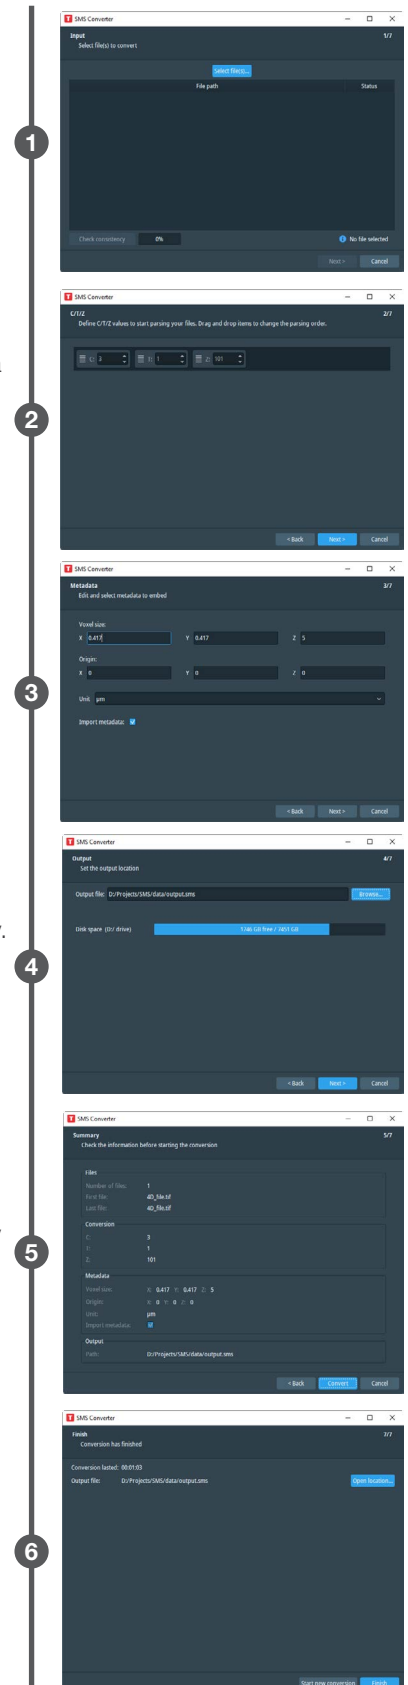 SMS Converter
Input 1/7
Select file(s) to convert
Select file(s)...
File path Status
1
Check consistency 0% No file selected
Next > Cancel
SMS Converter
C/T/Z 2/7
Define C/T/Z values to start parsing your files. Drag and drop items to change the parsing order.
C: 3 T: 1 Z: 101
2
< Back Next > Cancel
SMS Converter
Metadata 3/7
Edit and select metadata to embed
Voxel size:
X 0.417 Y 0.417 Z 5
Origin:
X 0 Y 0 Z 0
3
Unit µm
Import metadata:
< Back Next > Cancel
SMS Converter
Output 4/7
Set the output location
Output file: D:/Projects/SMS/data/output.sms Browse...
Disk space (D:/ drive) 1746 GB free / 7451 GB
4
< Back Next > Cancel
SMS Converter
Summary 5/7
Check the information before starting the conversion
Files
Number of files: 1
First file: 4D_file.tif
Last file: 4D_file.tif
Conversion
C: 3
T: 1
5
Z: 101
Metadata
Voxel size: X: 0.417 Y: 0.417 Z: 5
Origin: X: 0 Y: 0 Z: 0
Unit: µm
Import metadata:
Output
Path: D:/Projects/SMS/data/output.sms
< Back Convert Cancel
SMS Converter
Finish 7/7
Conversion has finished
Conversion lasted: 00:01:03
Output file: D:/Projects/SMS/data/output.sms Open location...
6
Start new conversion Finish